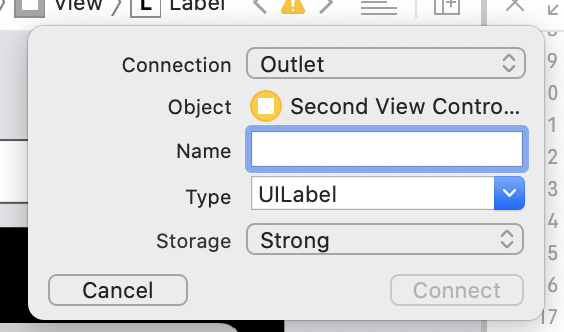 View L Label
Connection Outlet
Object Second View Contro...
Name
Type UILabel
Storage Strong
Cancel Connect
9
0
1
2
3
4
5
6
17